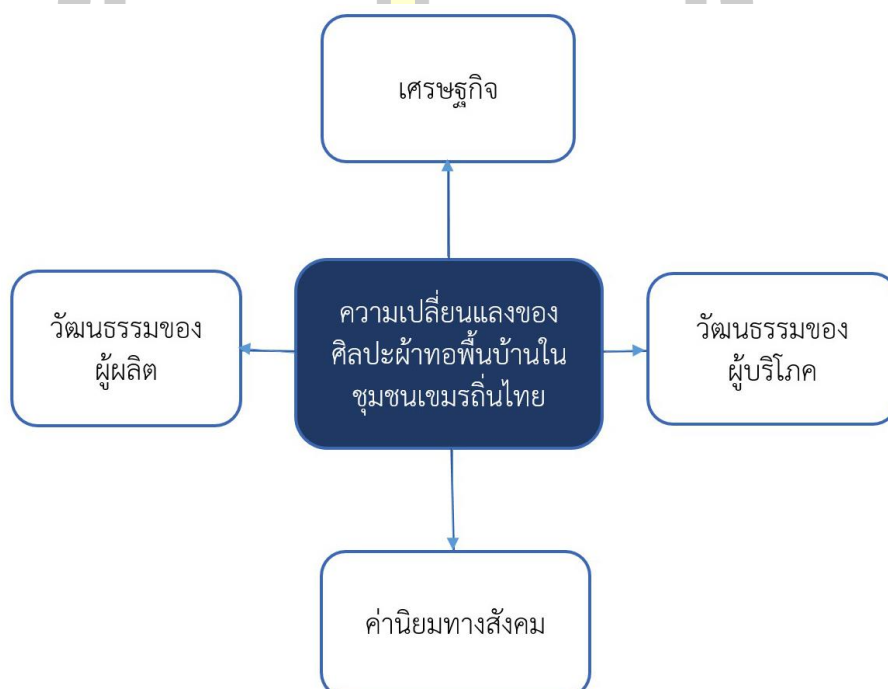 เศรษฐกิจ
วัฒนธรรมของ
ผู้ผลิต
ความเปลี่ยนแลงของ
ศิลปะผ้าทอพื้นบ้านใน
ชุมชนเขมรถิ่นไทย
วัฒนธรรมของ
ผู้บริโภค
ค่านิยมทางสังคม